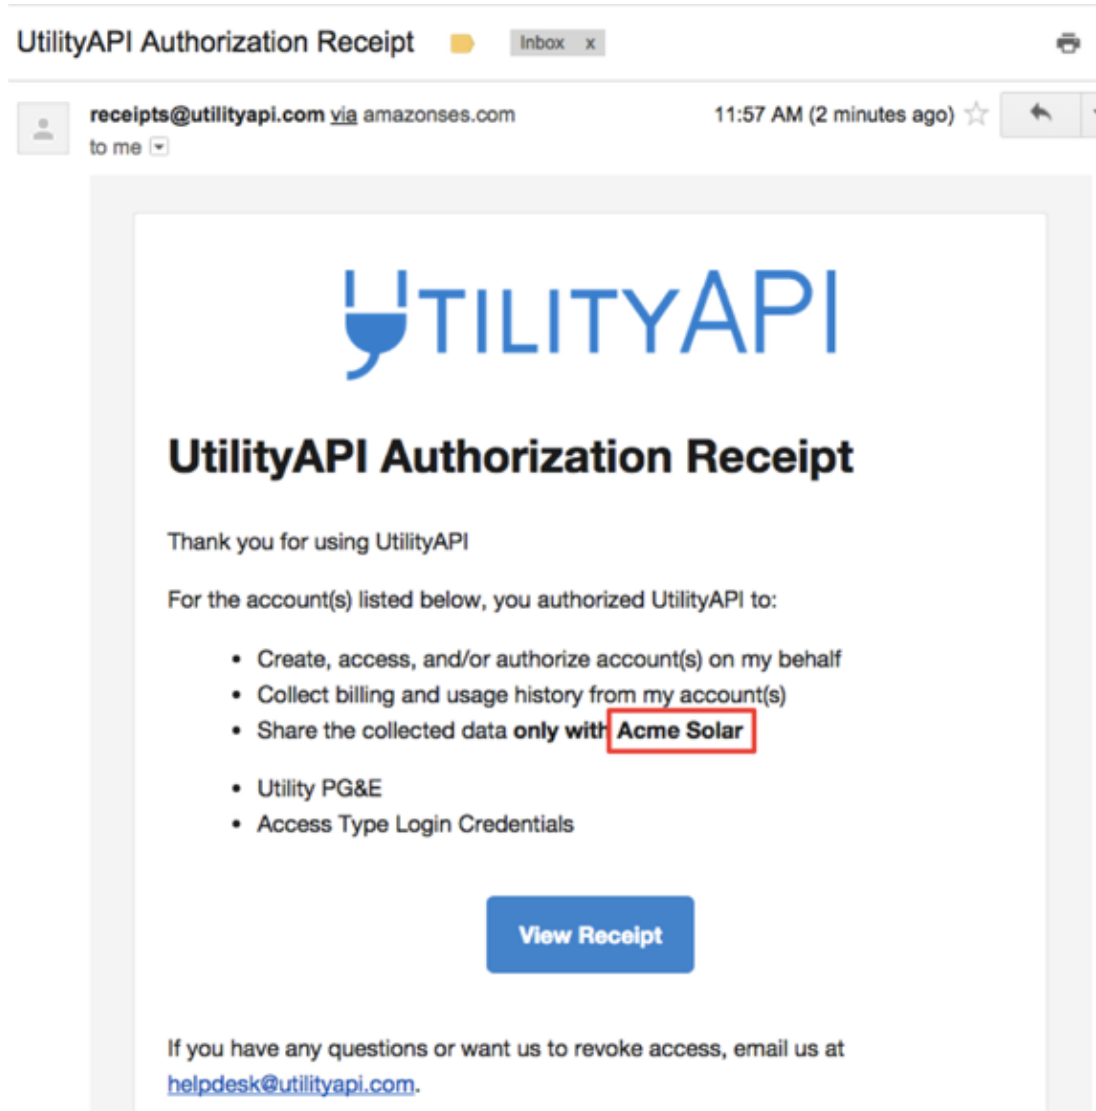 UtilityAPI Authorization Receipt Inbox x
receipts@utilityapi.com via amazonses.com 11:57 AM (2 minutes ago)
to me
UTILITYAPI
UtilityAPI Authorization Receipt
Thank you for using UtilityAPI
For the account(s) listed below, you authorized UtilityAPI to:
• Create, access, and/or authorize account(s) on my behalf
• Collect billing and usage history from my account(s)
• Share the collected data only with Acme Solar
• Utility PG&E
• Access Type Login Credentials
View Receipt
If you have any questions or want us to revoke access, email us at
helpdesk@utilityapi.com.